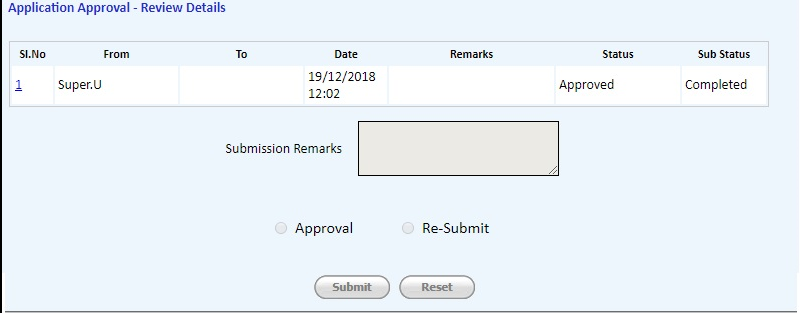 Application Approval - Review Details
Sl.No From To Date Remarks Status Sub Status
1 Super.U 19/12/2018 12:02 Approved Completed
Submission Remarks
Approval Re-Submit
Submit Reset